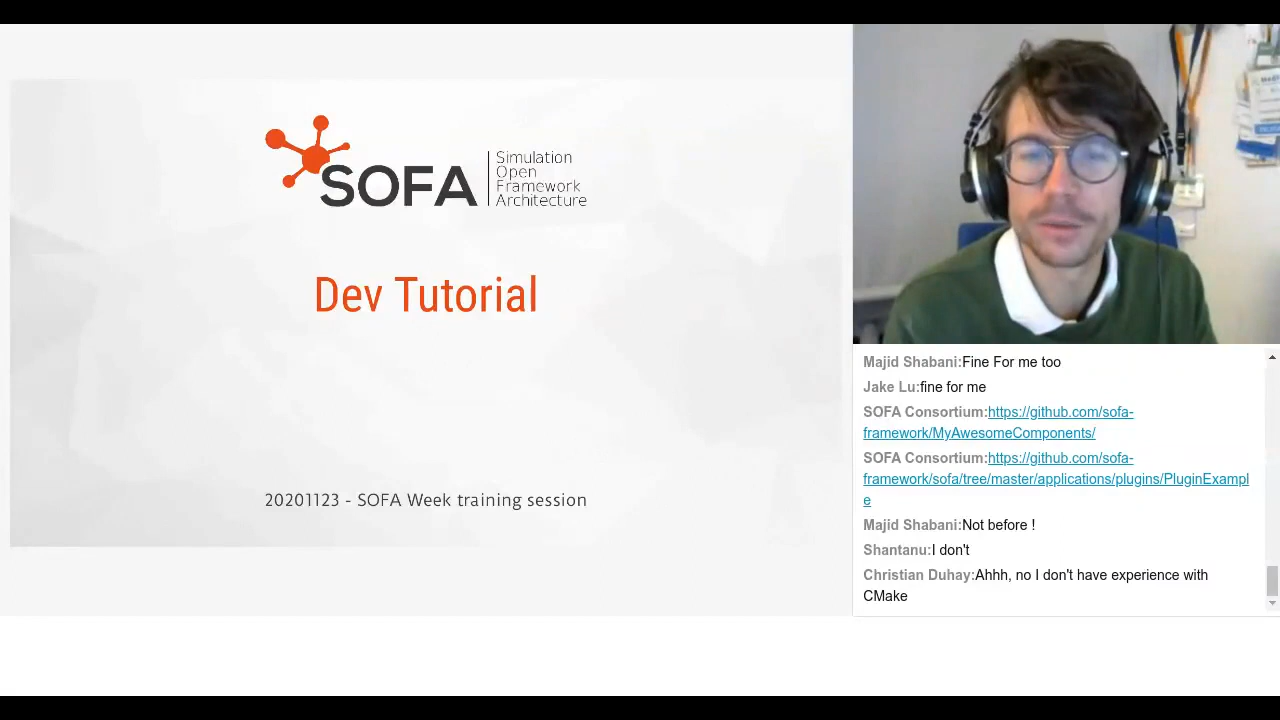 SOFA
Simulation
Open
Framework
Architecture
Dev Tutorial
20201123 - SOFA Week training session
Majid Shabani:Fine For me too
Jake Lu:fine for me
SOFA Consortium:https://github.com/sofa-
framework/MyAwesomeComponents/
SOFA Consortium:https://github.com/sofa-
framework/sofa/tree/master/applications/plugins/PluginExampl
e
Majid Shabani:Not before !
Shantanu:I don't
Christian Duhay:Ahhh, no I don't have experience with
CMake